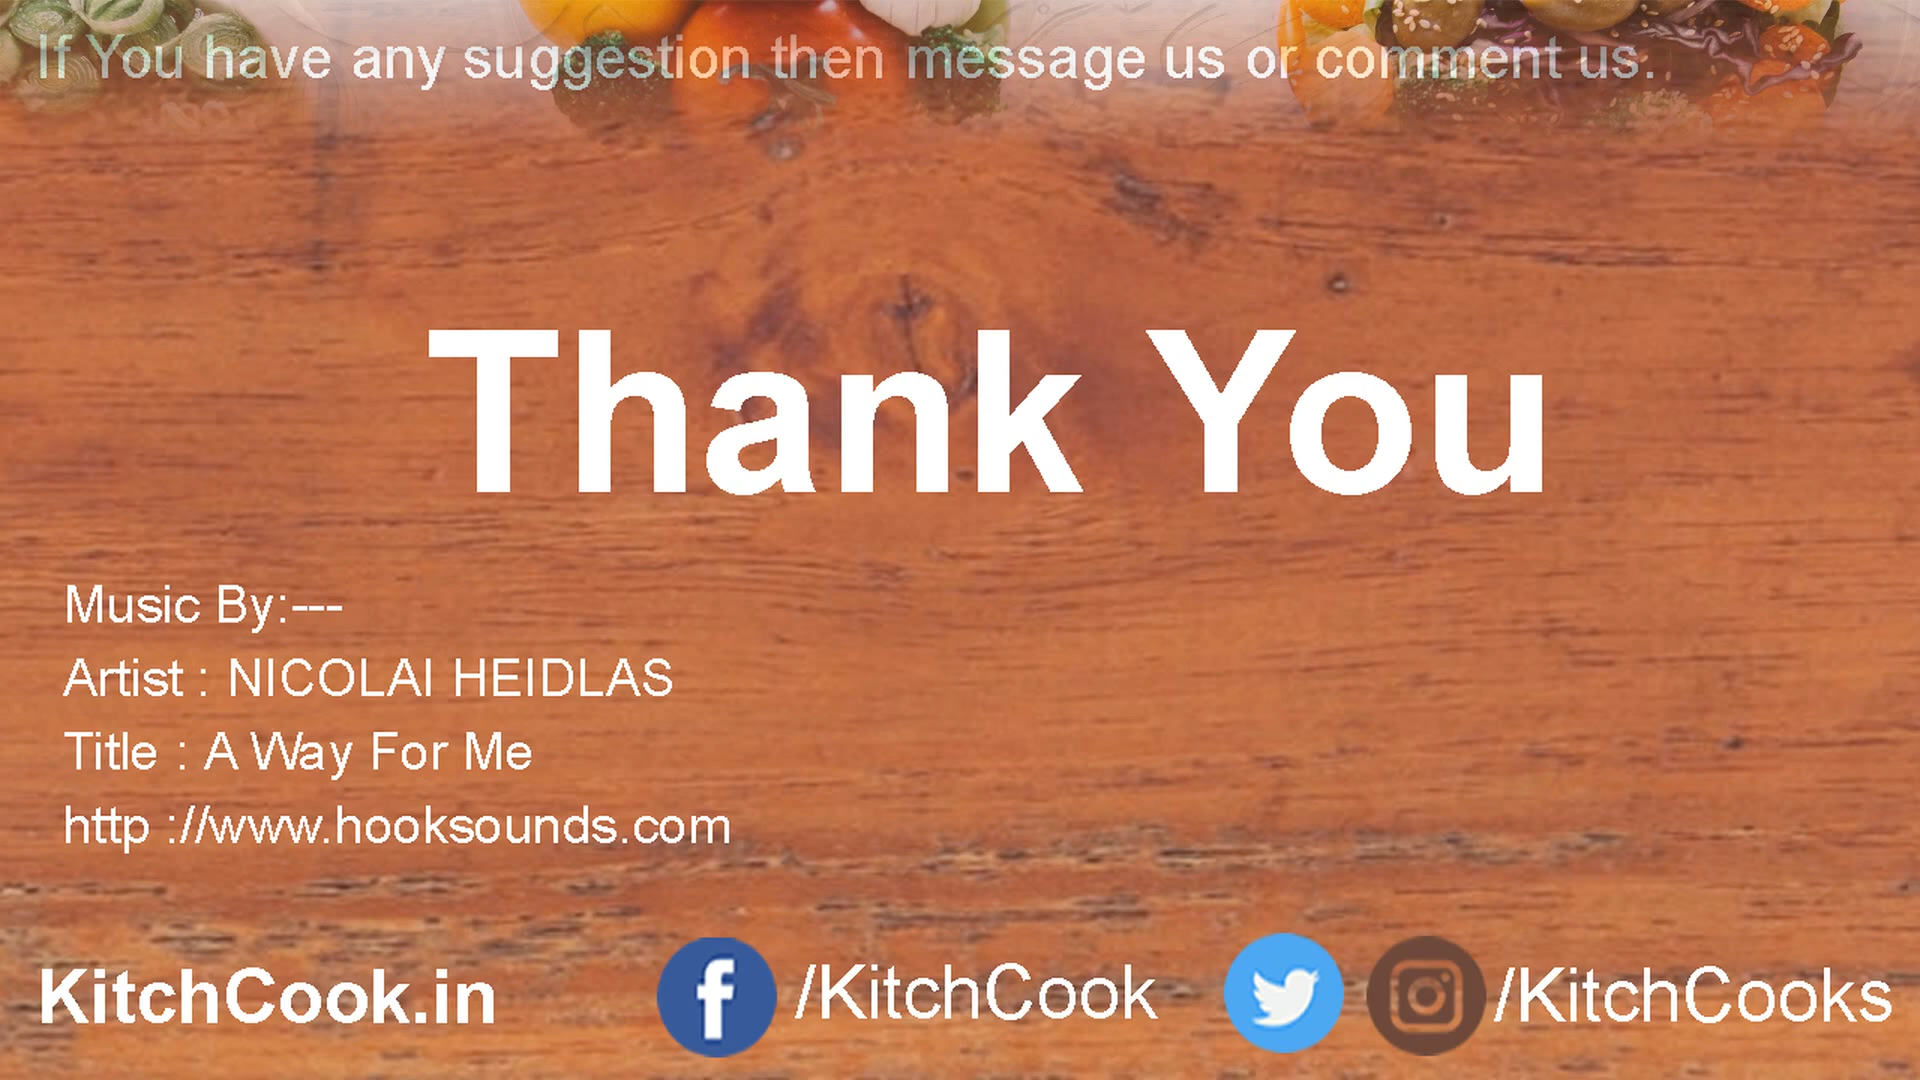 If You have any suggestion then message us or comment us.
Thank You
Music By:---
Artist : NICOLAI HEIDLAS
Title : A Way For Me
http ://www.hooksounds.com
KitchCook.in
/KitchCook
/KitchCooks